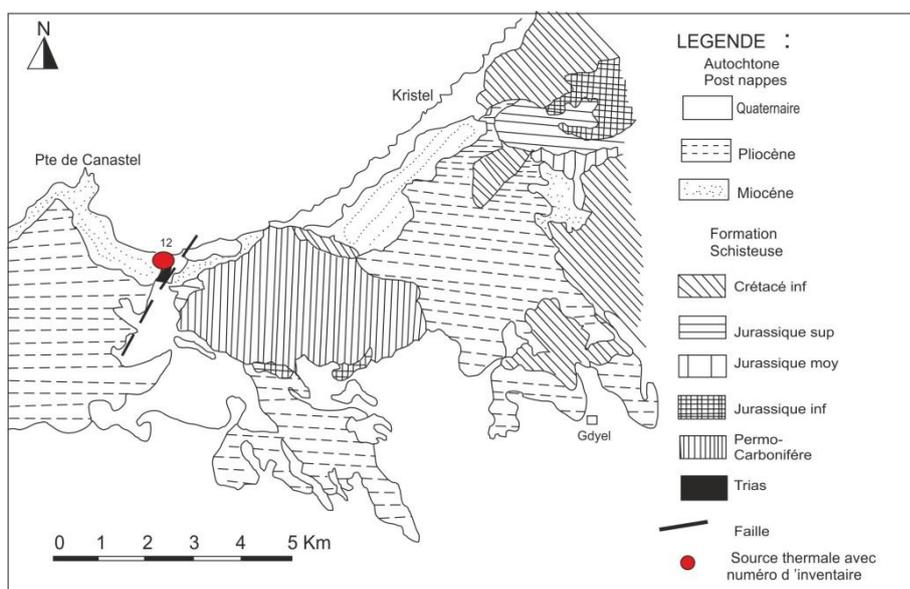 N
Kristel
Pte de Canastel
12
Gdyel
0 1 2 3 4 5 Km
LEGENDE :
Autochtone
Post nappes
Quaternaire
Pliocène
Miocéne
Formation
Schisteuse
Crétacé inf
Jurassique sup
Jurassique moy
Jurassique inf
Permo-
Carbonifére
Trias
Faille
Source thermale avec
numéro d 'inventaire